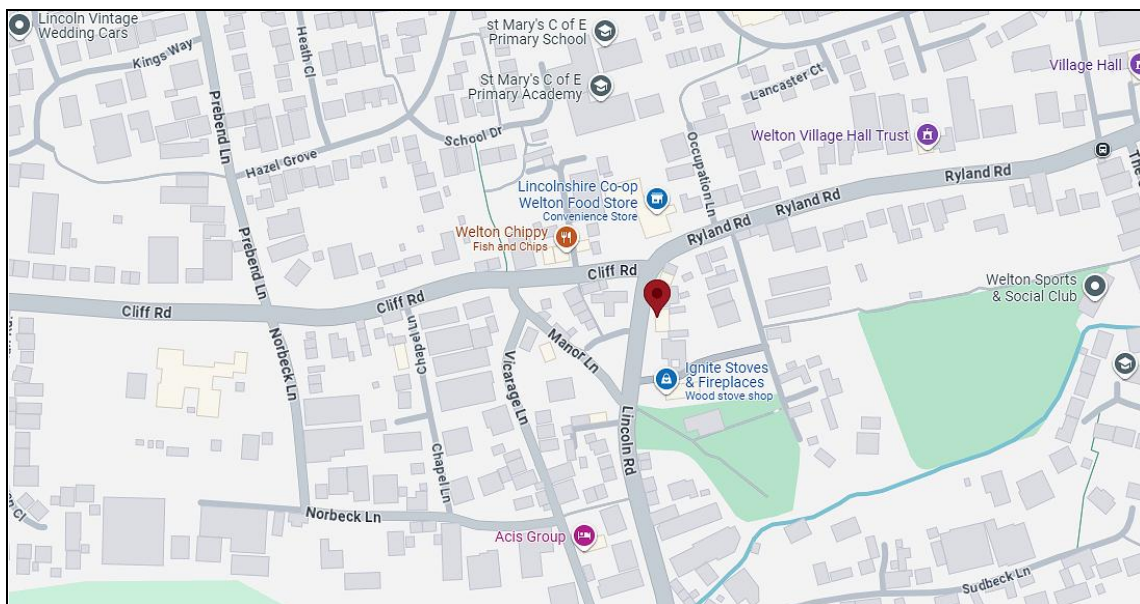 Lincoln Vintage
Wedding Cars
Kings Way
Heath Cl
st Mary's C of E
Primary School
St Mary's C of E
Primary Academy
Lancaster Ct
Village Hall
Prebend Ln
School Dr
Occupation Ln
Welton Village Hall Trust
Hazel Grove
Ryland Rd
Ryland Rd
Lincolnshire Co-op
Welton Food Store
Convenience Store
Welton Chippy
Fish and Chips
Ryland Rd
Prebend Ln
Cliff Rd
Cliff Rd
Cliff Rd
Welton Sports
& Social Club
Chapel Ln
Manor Ln
Norbeck Ln
Vicarage Ln
Ignite Stoves
& Fireplaces
Wood stove shop
Lincoln Rd
Chapel Ln
Norbeck Ln
Acis Group
Sudbeck Ln